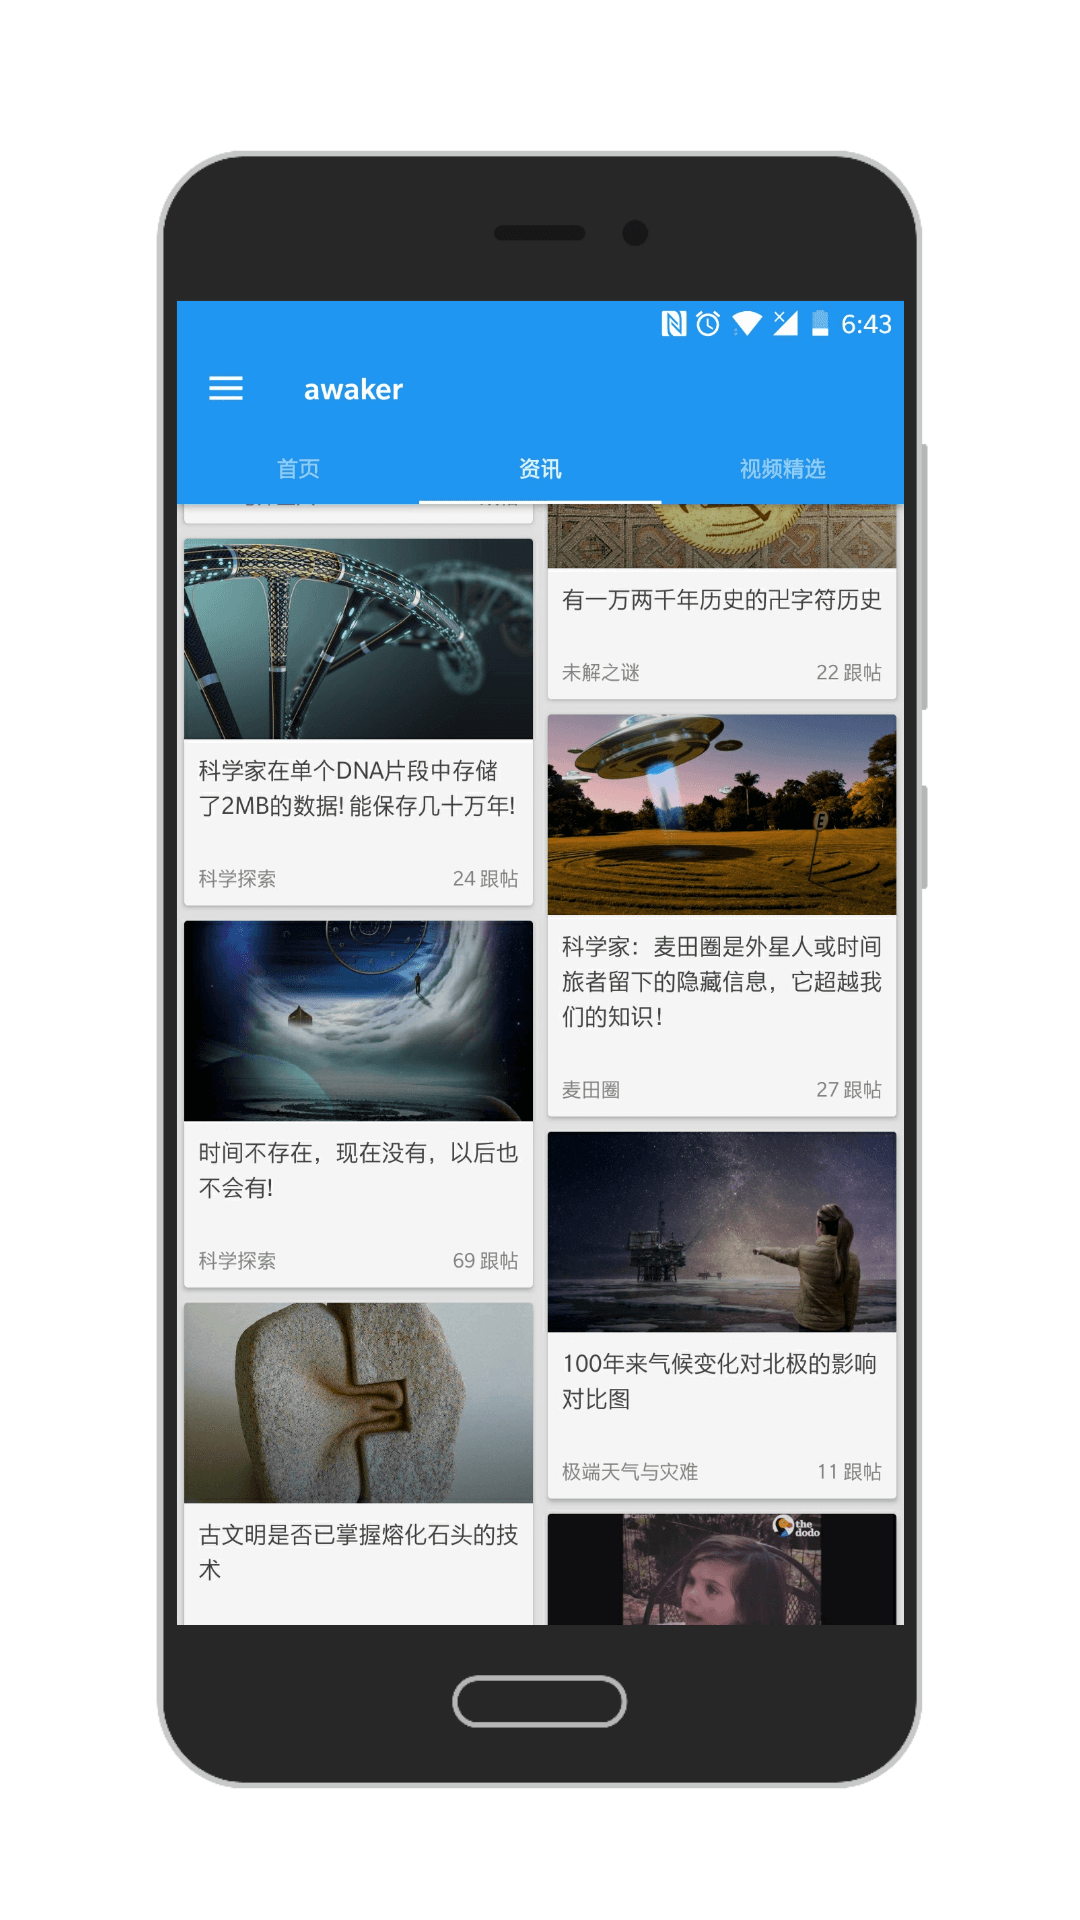 6:43
awaker
首页
资讯
视频精选
科学家在单个DNA片段中存储
了2MB的数据! 能保存几十万年!
科学探索
24 跟帖
时间不存在，现在没有，以后也
不会有!
科学探索
69 跟帖
古文明是否已掌握熔化石头的技
术
有一万两千年历史的卍字符历史
未解之谜
22 跟帖
E
科学家：麦田圈是外星人或时间
旅者留下的隐藏信息，它超越我
们的知识！
麦田圈
27 跟帖
100年来气候变化对北极的影响
对比图
极端天气与灾难
11 跟帖
the
dodo